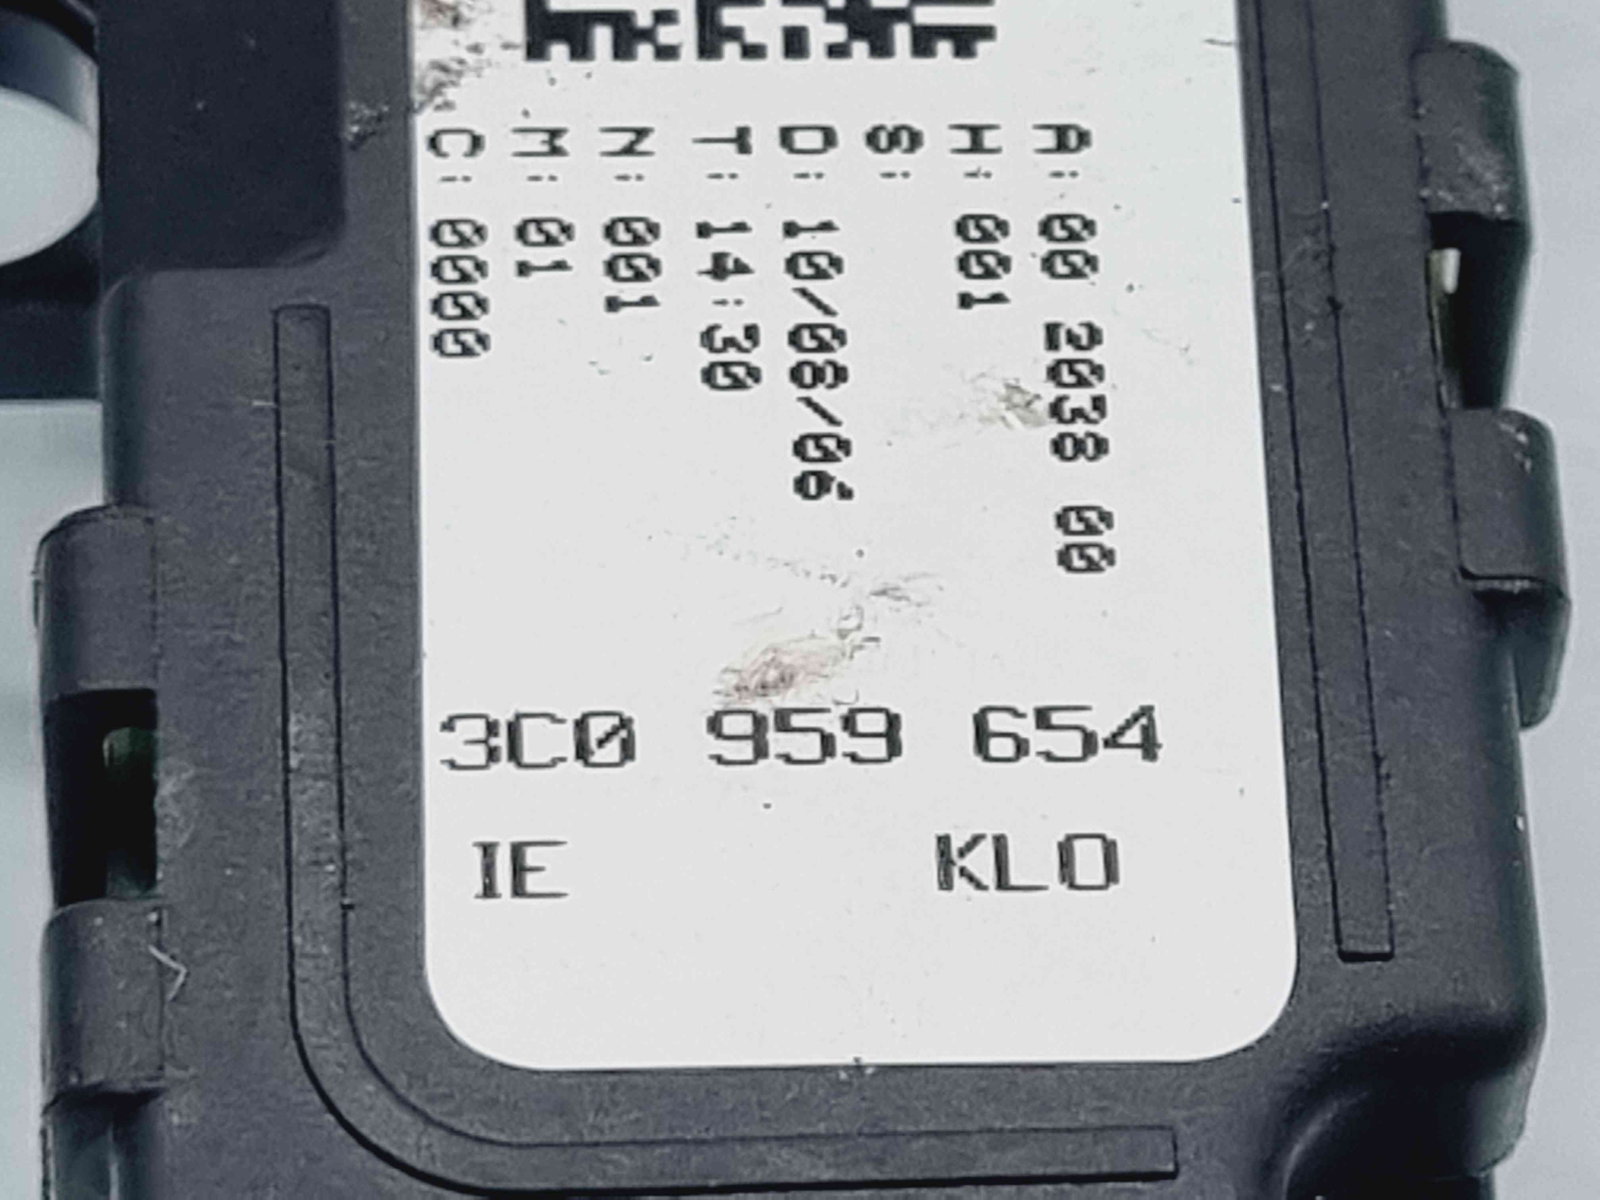 A: 00 2038 00
H: 001
S:
D: 10/08/06
T: 14:30
N: 001
M: 01
C: 0000
3C0 959 654
IE KLO